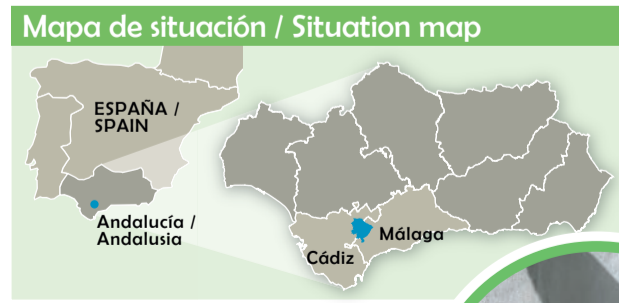 Mapa de situación / Situation map
ESPAÑA /
SPAIN
Andalucía /
Andalusia
Málaga
Cádiz